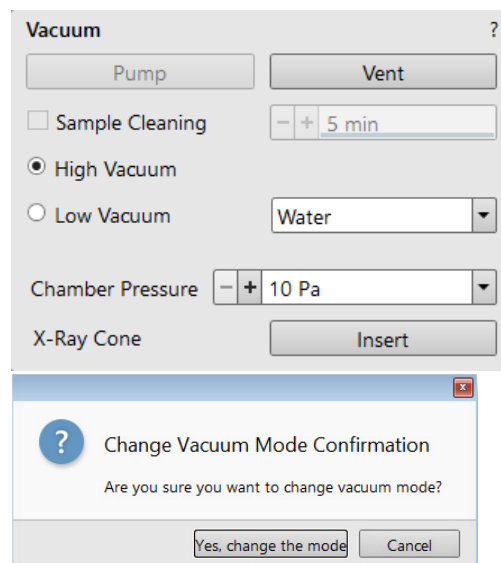 Vacuum ?
Pump Vent
Sample Cleaning - + 5 min
High Vacuum
Low Vacuum Water
Chamber Pressure - + 10 Pa
X-Ray Cone Insert
x
?
Change Vacuum Mode Confirmation
Are you sure you want to change vacuum mode?
Yes, change the mode Cancel